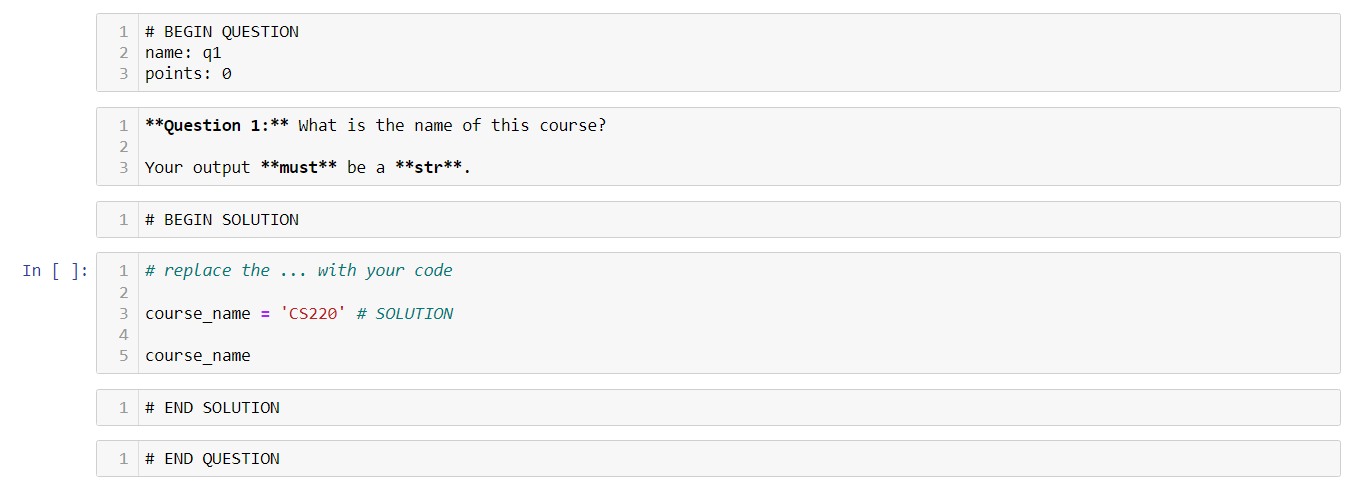 1 # BEGIN QUESTION
2 name: q1
3 points: 0
1 **Question 1:** What is the name of this course?
2
3 Your output **must** be a **str**.
1 # BEGIN SOLUTION
In [ ]: 1 # replace the ... with your code
2
3 course_name = 'CS220' # SOLUTION
4
5 course_name
1 # END SOLUTION
1 # END QUESTION